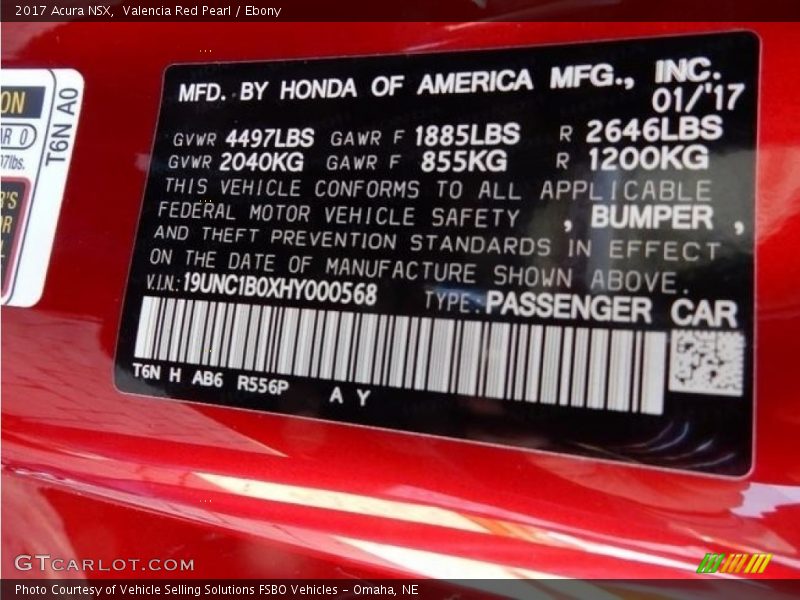 2017 Acura NSX, Valencia Red Pearl / Ebony
MFD. BY HONDA OF AMERICA MFG., INC.
01/'17
GVWR 4497LBS GAWR F 1885LBS R 2646LBS
GVWR 2040KG GAWR F 855KG R 1200KG
THIS VEHICLE CONFORMS TO ALL APPLICABLE
FEDERAL MOTOR VEHICLE SAFETY , BUMPER ,
AND THEFT PREVENTION STANDARDS IN EFFECT
ON THE DATE OF MANUFACTURE SHOWN ABOVE.
V.I.N.: 19UNC1B0XHY000568 TYPE: PASSENGER CAR
T6N H AB6 R556P A Y
T6N A0
GTCARLOT.COM
Photo Courtesy of Vehicle Selling Solutions FSBO Vehicles - Omaha, NE